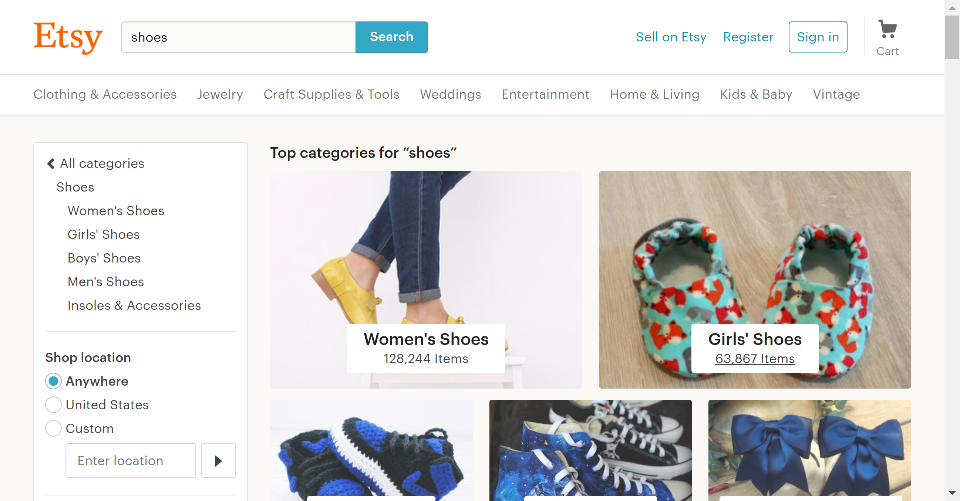 Etsy
shoes
Search
Sell on Etsy
Register
Sign in
Cart
Clothing & Accessories
Jewelry
Craft Supplies & Tools
Weddings
Entertainment
Home & Living
Kids & Baby
Vintage
All categories
Shoes
Women's Shoes
Girls' Shoes
Boys' Shoes
Men's Shoes
Insoles & Accessories
Shop location
Anywhere
United States
Custom
Enter location
Top categories for “shoes”
Women's Shoes
128,244 Items
Girls' Shoes
63,867 Items